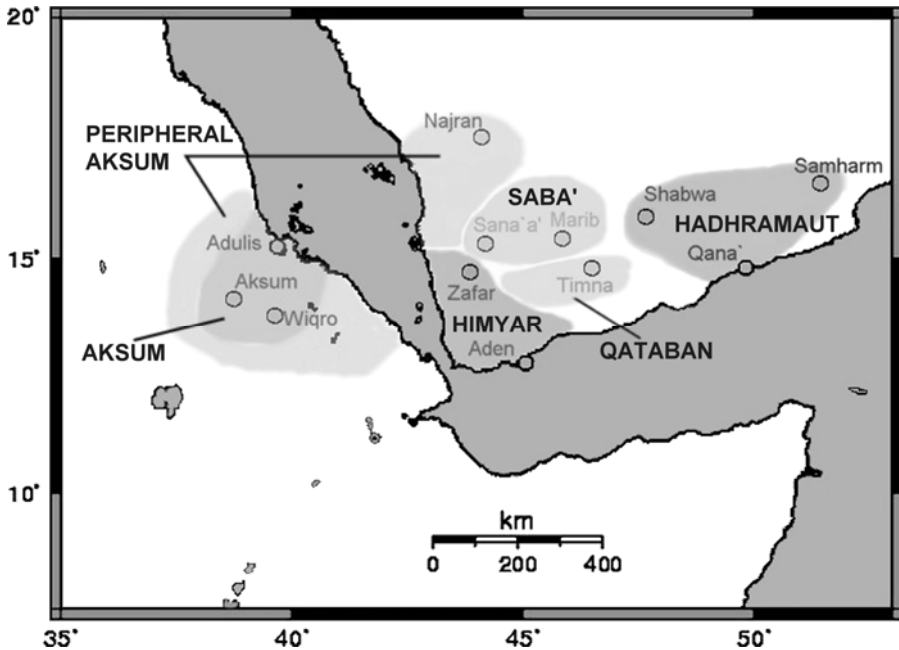 20°
Najran
PERIPHERAL
AKSUM
Samharm
Shabwa
SABA'
Sana`a' Marib
HADHRAMAUT
Adulis
Qana`
15°
Aksum
Zafar
Timna
Wiqro
HIMYAR
AKSUM
Aden
QATABAN
10°
km
0 200 400
35° 40° 45° 50°